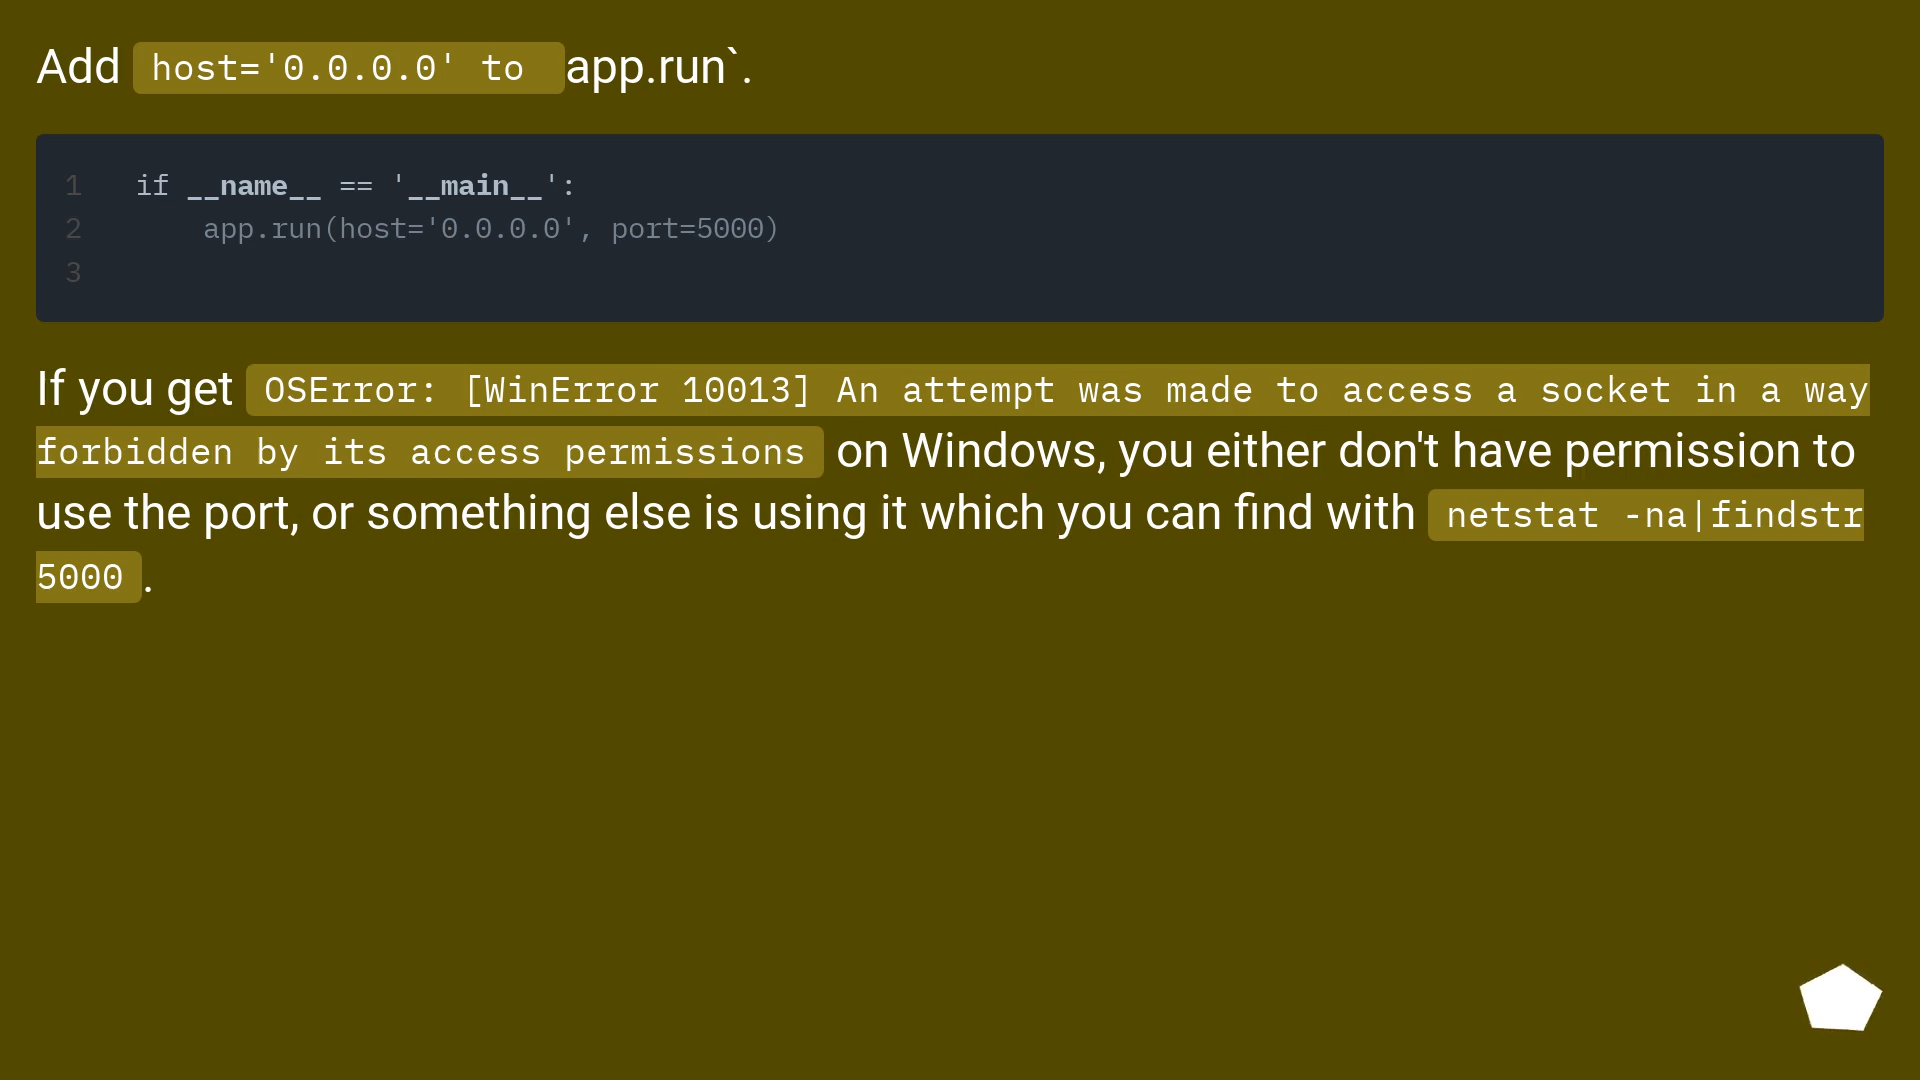 Add host='0.0.0.0' to app.run`.
1 if __name__ == '__main__':
2 app.run(host='0.0.0.0', port=5000)
3
If you get OSError: [WinError 10013] An attempt was made to access a socket in a way
forbidden by its access permissions on Windows, you either don't have permission to
use the port, or something else is using it which you can find with netstat -na|findstr
5000 .